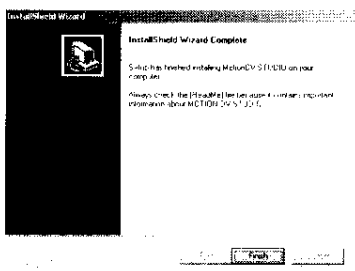 InstallShield Wizard
InstallShield Wizard Complete
Setup has finished installing MotionDV STUDIO on your
computer.
Always check the [ReadMe] file because it contains important
information about MOTION DV STUDIO.
Finish